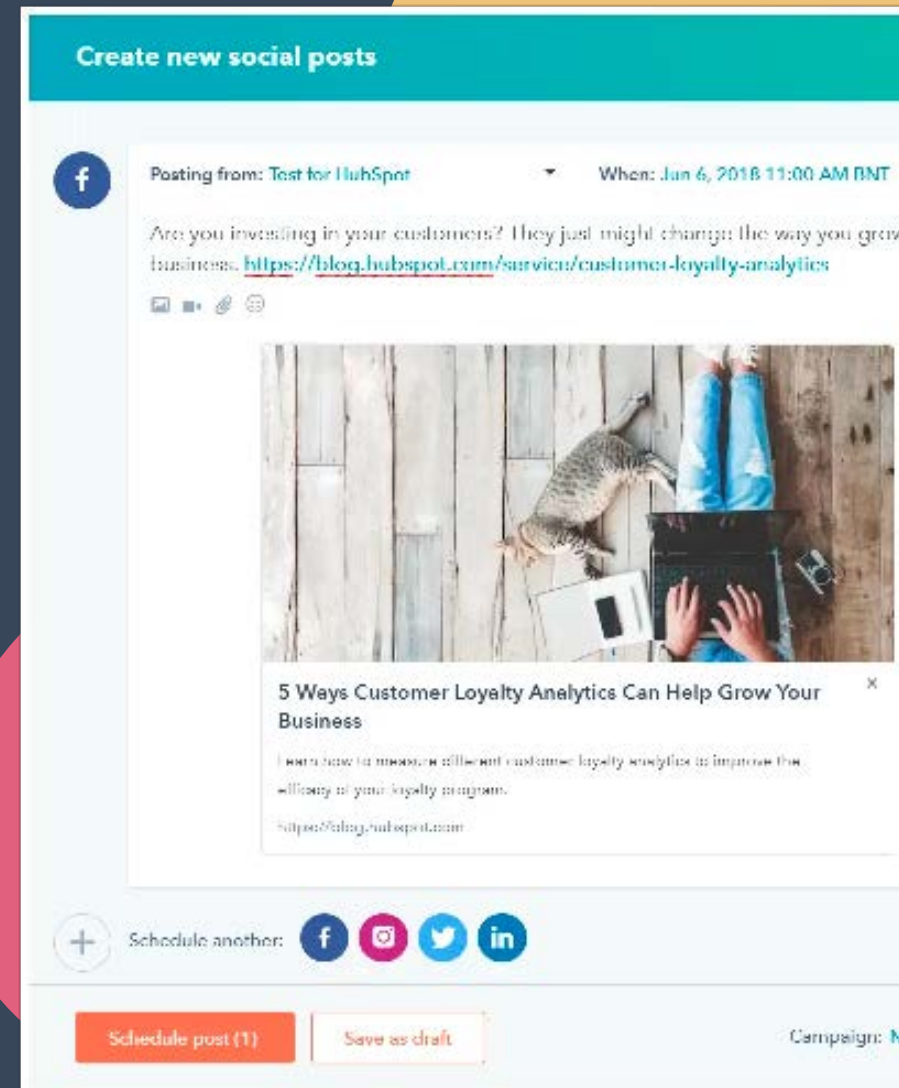 Create new social posts
f
Posting from: Test for HubSpot When: Jun 6, 2018 11:00 AM BNT
Are you investing in your customers? They just might change the way you grow
business. https://blog.hubspot.com/service/customer-loyalty-analytics
5 Ways Customer Loyalty Analytics Can Help Grow Your ×
Business
Learn how to measure different customer loyalty analytics to improve the
efficacy of your loyalty program.
https://blog.hubspot.com
+ Schedule another: f in
Schedule post (1) Save as draft Campaign: